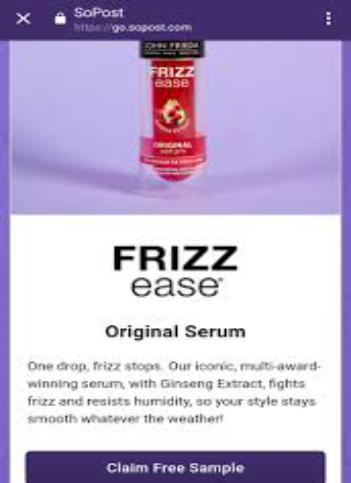 SoPost
https://go.sopost.com
JOHN FRIEDA
FRIZZ
ease
ORIGINAL
serum
FRIZZ
ease®
Original Serum
One drop, frizz stops. Our iconic, multi-award-
winning serum, with Ginseng Extract, fights
frizz and resists humidity, so your style stays
smooth whatever the weather!
Claim Free Sample